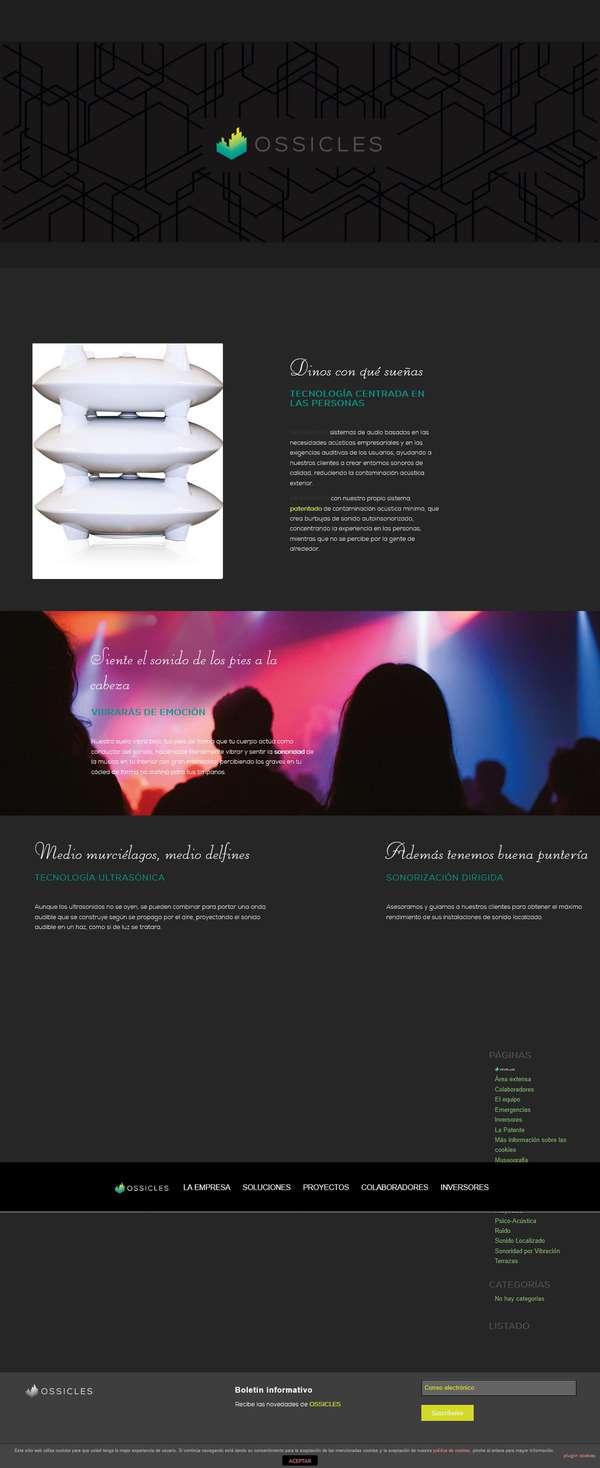 OSSICLES
Dinos con qué sueñas
TECNOLOGÍA CENTRADA EN
LAS PERSONAS
sistemas de audio basados en las
necesidades acústicas empresariales y en las
exigencias auditivas de los usuarios, ayudando a
nuestros clientes a crear entornos sonoros de
calidad, reduciendo la contaminación acústica
exterior.
con nuestro propio sistema
patentado de contaminación acústica mínima, que
crea burbujas de sonido autoinsonorizado,
concentrando la experiencia en las personas,
mientras que no se percibe por la gente de
alrededor.
Siente el sonido de los pies a la
cabeza
VIBRARÁS DE EMOCIÓN
Nuestro suelo vibra bajo tus pies de forma que tu cuerpo actúa como
conductor del sonido, haciéndote literalmente vibrar y sentir la sonoridad de
la música en tu interior con gran intensidad, percibiendo los graves en tu
cóclea de forma no dañina para tus tímpanos.
Medio murciélagos, medio delfines
TECNOLOGÍA ULTRASÓNICA
Aunque los ultrasonidos no se oyen, se pueden combinar para portar una onda
audible que se construye según se propaga por el aire, proyectando el sonido
audible en un haz, como si de luz se tratara.
Además tenemos buena puntería
SONORIZACIÓN DIRIGIDA
Asesoramos y guiamos a nuestros clientes para obtener el máximo
rendimiento de sus instalaciones de sonido localizado.
PÁGINAS
Área extensa
Colaboradores
El equipo
Emergencias
Inversores
La Patente
Más información sobre las
cookies
Museografía
OSSICLES LA EMPRESA SOLUCIONES PROYECTOS COLABORADORES INVERSORES
Psico-Acústica
Ruido
Sonido Localizado
Sonoridad por Vibración
Terrazas
CATEGORÍAS
No hay categorías
LISTADO
OSSICLES
Boletín informativo
Recibe las novedades de OSSICLES
Correo electrónico
Suscribirse
Este sitio web utiliza cookies para que usted tenga la mejor experiencia de usuario. Si continúa navegando está dando su consentimiento para la aceptación de las mencionadas cookies y la aceptación de nuestra política de cookies, pinche el enlace para mayor información.
plugin cookies
ACEPTAR